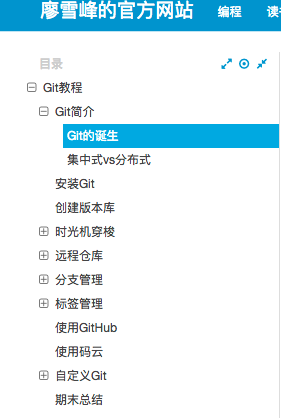 廖雪峰的官方网站 编程
目录
Git教程
Git简介
Git的诞生
集中式vs分布式
安装Git
创建版本库
时光机穿梭
远程仓库
分支管理
标签管理
使用GitHub
使用码云
自定义Git
期末总结